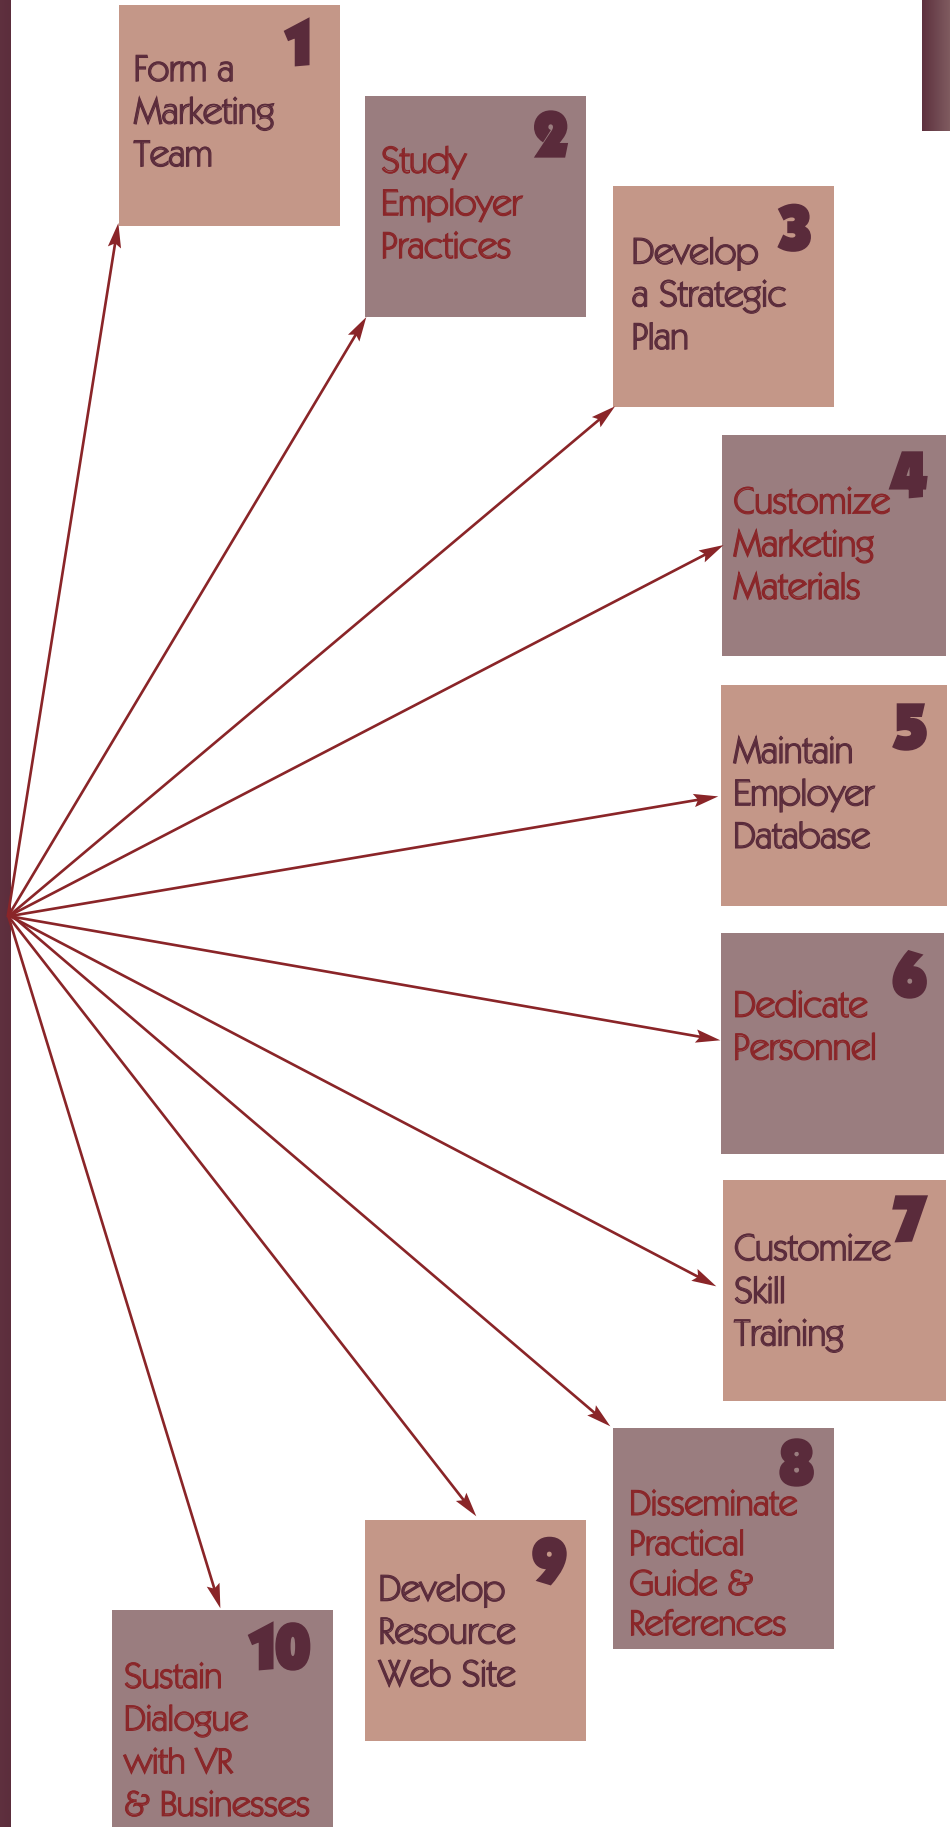 1
Form a
Marketing
Team
2
Study
Employer
Practices
3
Develop
a Strategic
Plan
4
Customize
Marketing
Materials
5
Maintain
Employer
Database
6
Dedicate
Personnel
7
Customize
Skill
Training
8
Disseminate
Practical
Guide &
References
9
Develop
Resource
Web Site
10
Sustain
Dialogue
with VR
& Businesses